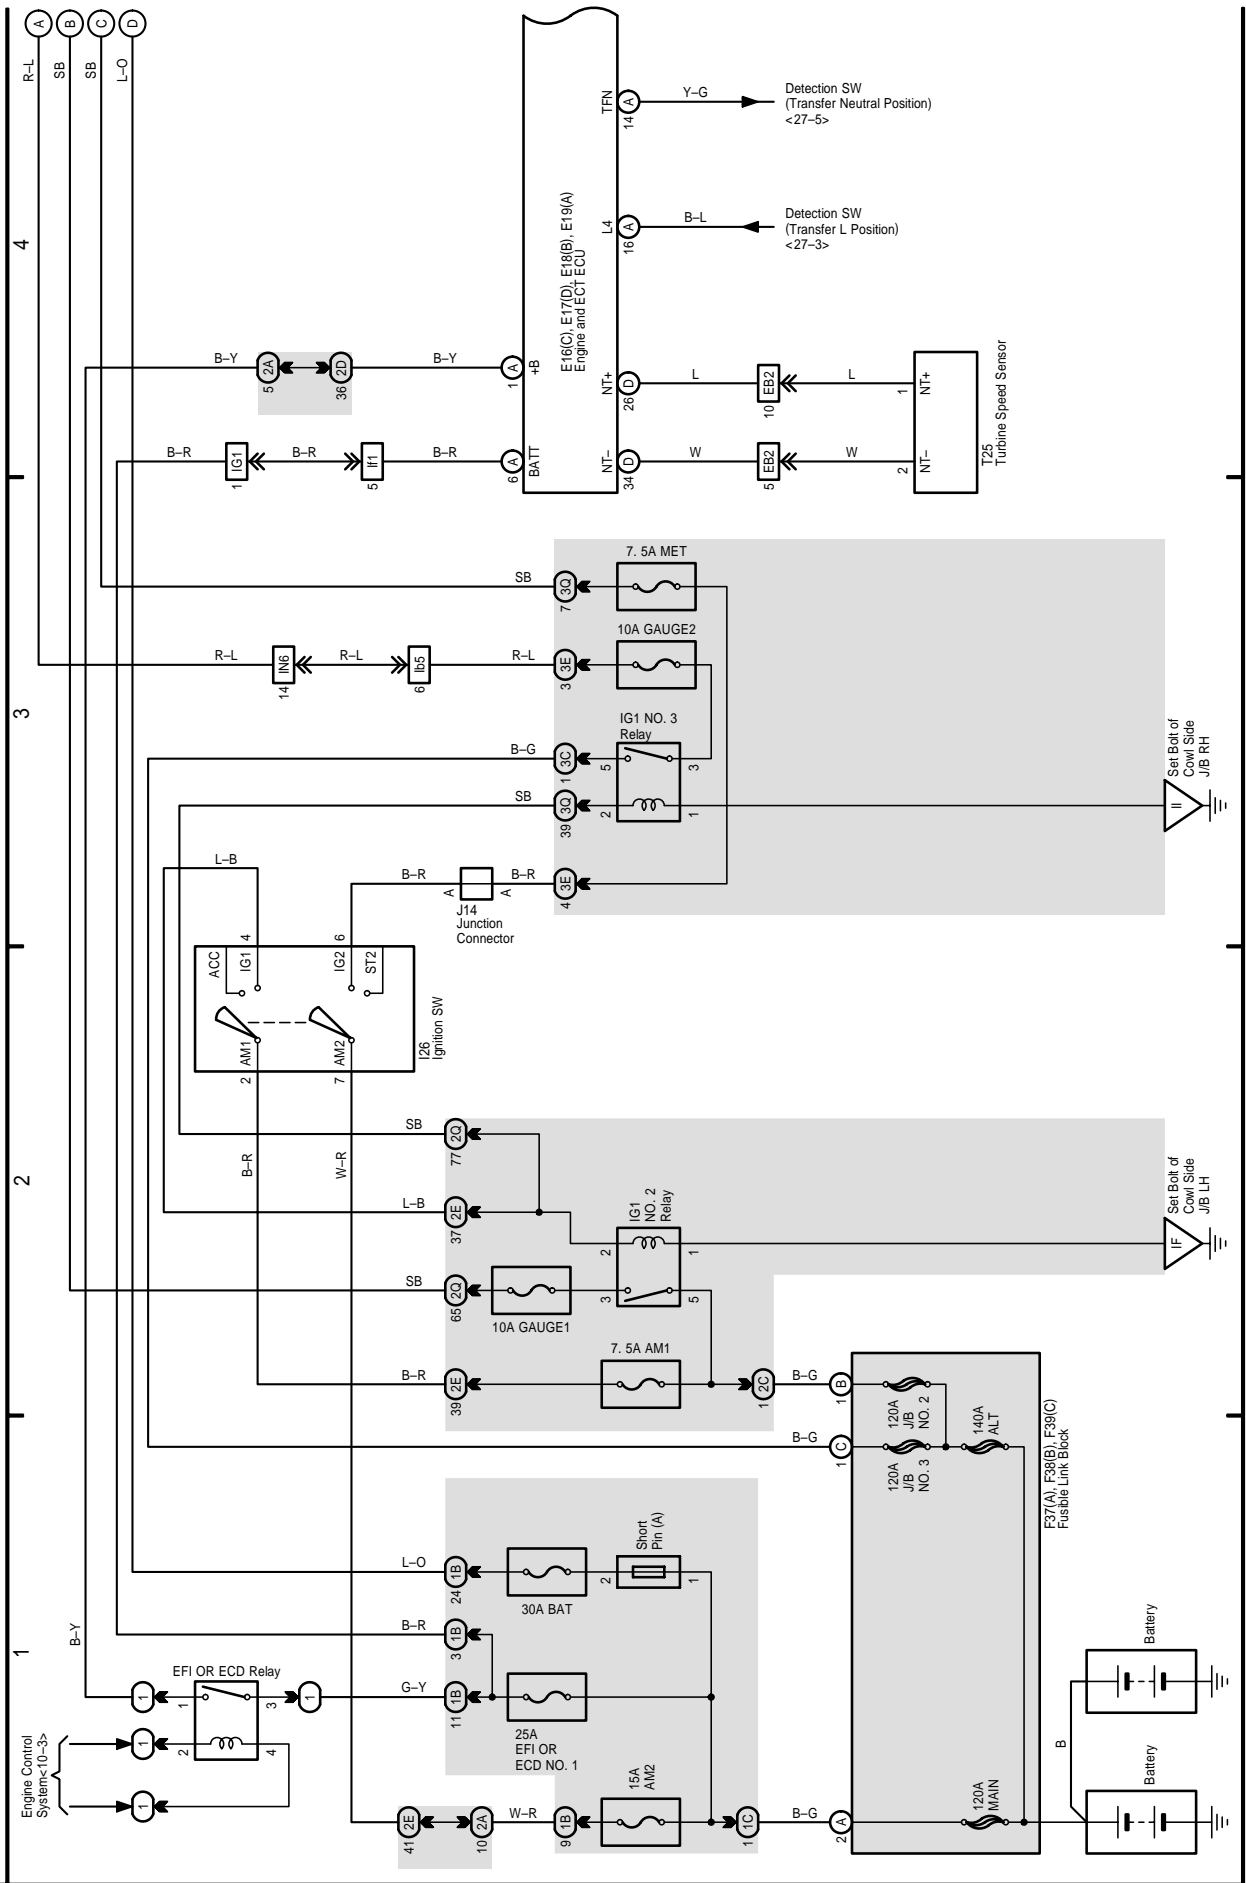 A
B
C
D
R–L
SB
SB
L–O
4
B–Y
5
2A
36
2D
B–Y
1
A
+B
B–R
1
IG1
B–R
5
If1
B–R
6
A
BATT
E16(C), E17(D), E18(B), E19(A)
Engine and ECT ECU
TFN
14
A
Y–G
Detection SW
(Transfer Neutral Position)
<27–5>
L4
16
A
B–L
Detection SW
(Transfer L Position)
<27–3>
NT+
26
D
L
10
EB2
L
1
NT+
NT–
34
D
W
5
EB2
W
2
NT–
T25
Turbine Speed Sensor
3
SB
7
3Q
7. 5A MET
R–L
14
IN6
R–L
6
Ib5
R–L
3
3E
10A GAUGE2
IG1 NO. 3
Relay
B–G
1
3C
5
3
SB
39
3Q
2
1
L–B
B–R
A
A
J14
Junction
Connector
B–R
4
3E
II
Set Bolt of
Cowl Side
J/B RH
ACC
IG1
4
IG2
6
ST2
AM1
2
AM2
7
I26
Ignition SW
2
B–R
W–R
SB
77
2Q
L–B
37
2E
IG1
NO. 2
Relay
2
1
SB
65
2Q
10A GAUGE1
3
5
7. 5A AM1
B–R
39
2E
1
2C
B–G
1
B
IF
Set Bolt of
Cowl Side
J/B LH
120A
J/B
NO. 2
B–G
1
C
120A
J/B
NO. 3
140A
ALT
F37(A), F38(B), F39(C)
Fusible Link Block
1
B–Y
L–O
24
1B
30A BAT
2
1
Short
Pin (A)
B–R
3
1B
EFI OR ECD Relay
1
1
3
1
G–Y
11
1B
25A
EFI OR
ECD NO. 1
Engine Control
System<10–3>
1
2
4
1
15A
AM2
41
2E
10
2A
W–R
9
1B
1
1C
B–G
2
A
120A
MAIN
B
Battery
Battery